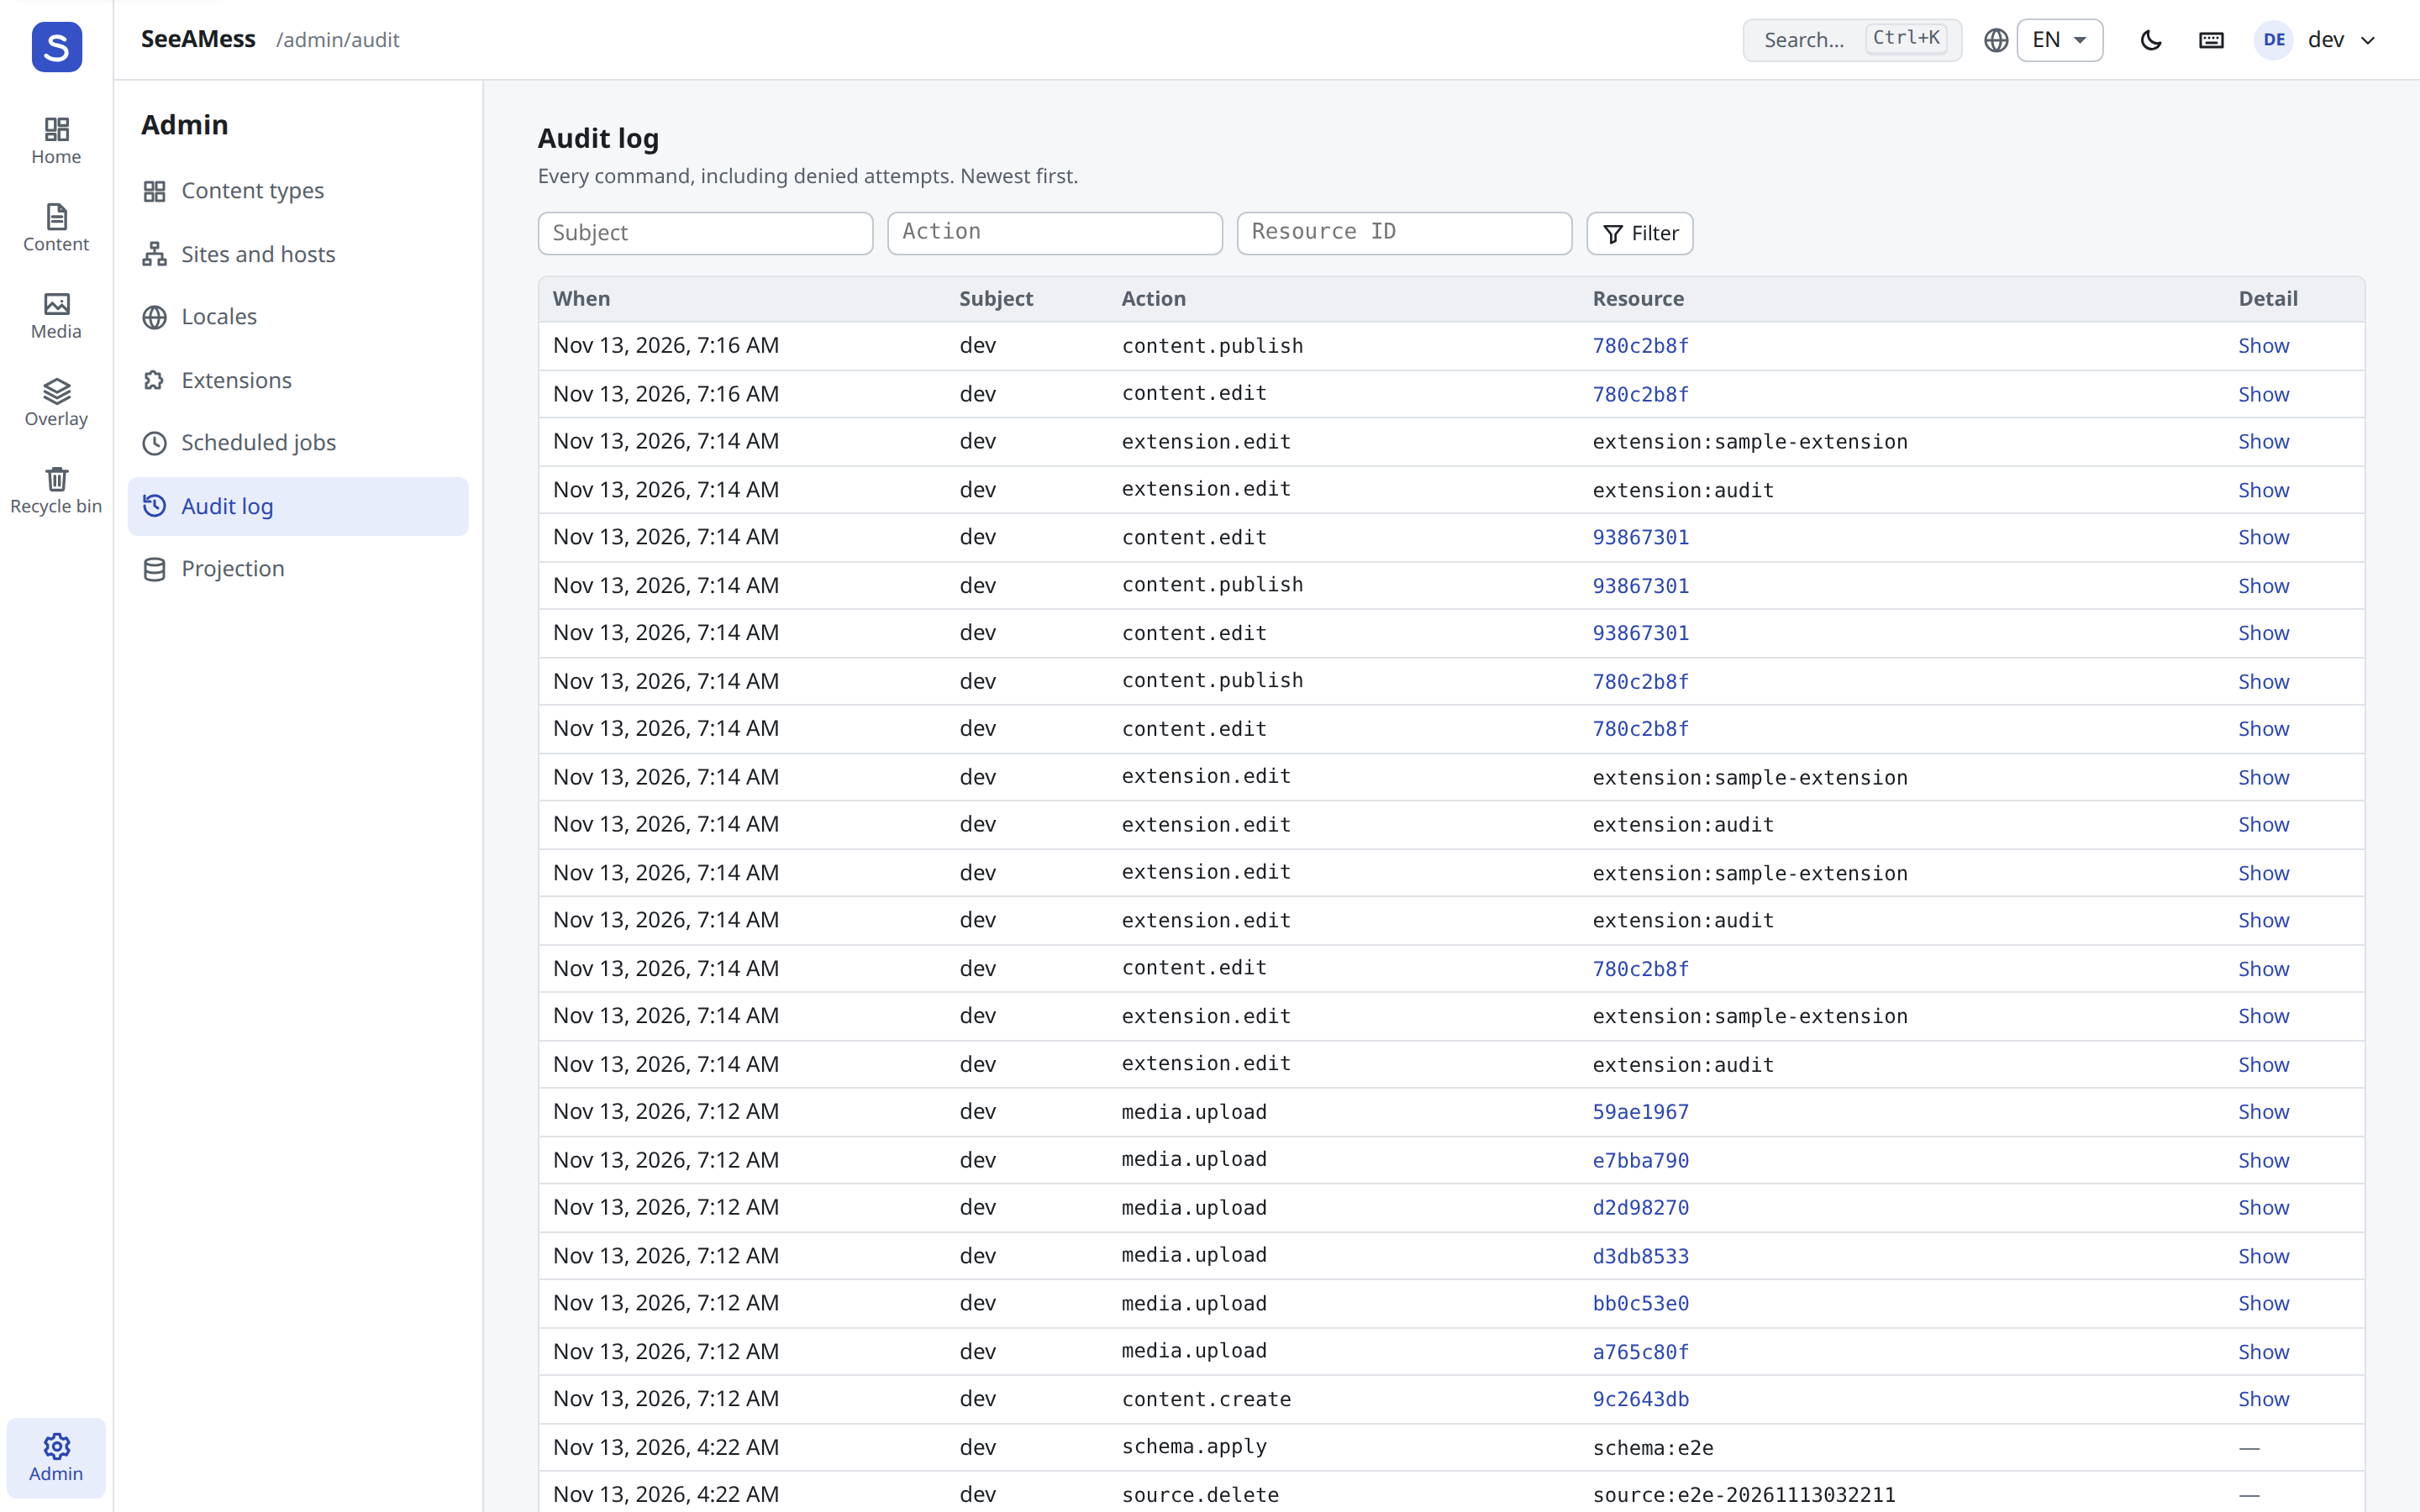 S
SeeAMess /admin/audit
Search... Ctrl+K EN DE dev
Home
Content
Media
Overlay
Recycle bin
Admin
Admin
Content types
Sites and hosts
Locales
Extensions
Scheduled jobs
Audit log
Projection
Audit log
Every command, including denied attempts. Newest first.
Subject Action Resource ID Filter
When Subject Action Resource Detail
Nov 13, 2026, 7:16 AM dev content.publish 780c2b8f Show
Nov 13, 2026, 7:16 AM dev content.edit 780c2b8f Show
Nov 13, 2026, 7:14 AM dev extension.edit extension:sample-extension Show
Nov 13, 2026, 7:14 AM dev extension.edit extension:audit Show
Nov 13, 2026, 7:14 AM dev content.edit 93867301 Show
Nov 13, 2026, 7:14 AM dev content.publish 93867301 Show
Nov 13, 2026, 7:14 AM dev content.edit 93867301 Show
Nov 13, 2026, 7:14 AM dev content.publish 780c2b8f Show
Nov 13, 2026, 7:14 AM dev content.edit 780c2b8f Show
Nov 13, 2026, 7:14 AM dev extension.edit extension:sample-extension Show
Nov 13, 2026, 7:14 AM dev extension.edit extension:audit Show
Nov 13, 2026, 7:14 AM dev extension.edit extension:sample-extension Show
Nov 13, 2026, 7:14 AM dev extension.edit extension:audit Show
Nov 13, 2026, 7:14 AM dev content.edit 780c2b8f Show
Nov 13, 2026, 7:14 AM dev extension.edit extension:sample-extension Show
Nov 13, 2026, 7:14 AM dev extension.edit extension:audit Show
Nov 13, 2026, 7:12 AM dev media.upload 59ae1967 Show
Nov 13, 2026, 7:12 AM dev media.upload e7bba790 Show
Nov 13, 2026, 7:12 AM dev media.upload d2d98270 Show
Nov 13, 2026, 7:12 AM dev media.upload d3db8533 Show
Nov 13, 2026, 7:12 AM dev media.upload bb0c53e0 Show
Nov 13, 2026, 7:12 AM dev media.upload a765c80f Show
Nov 13, 2026, 7:12 AM dev content.create 9c2643db Show
Nov 13, 2026, 4:22 AM dev schema.apply schema:e2e —
Nov 13, 2026, 4:22 AM dev source.delete source:e2e-20261113032211 —